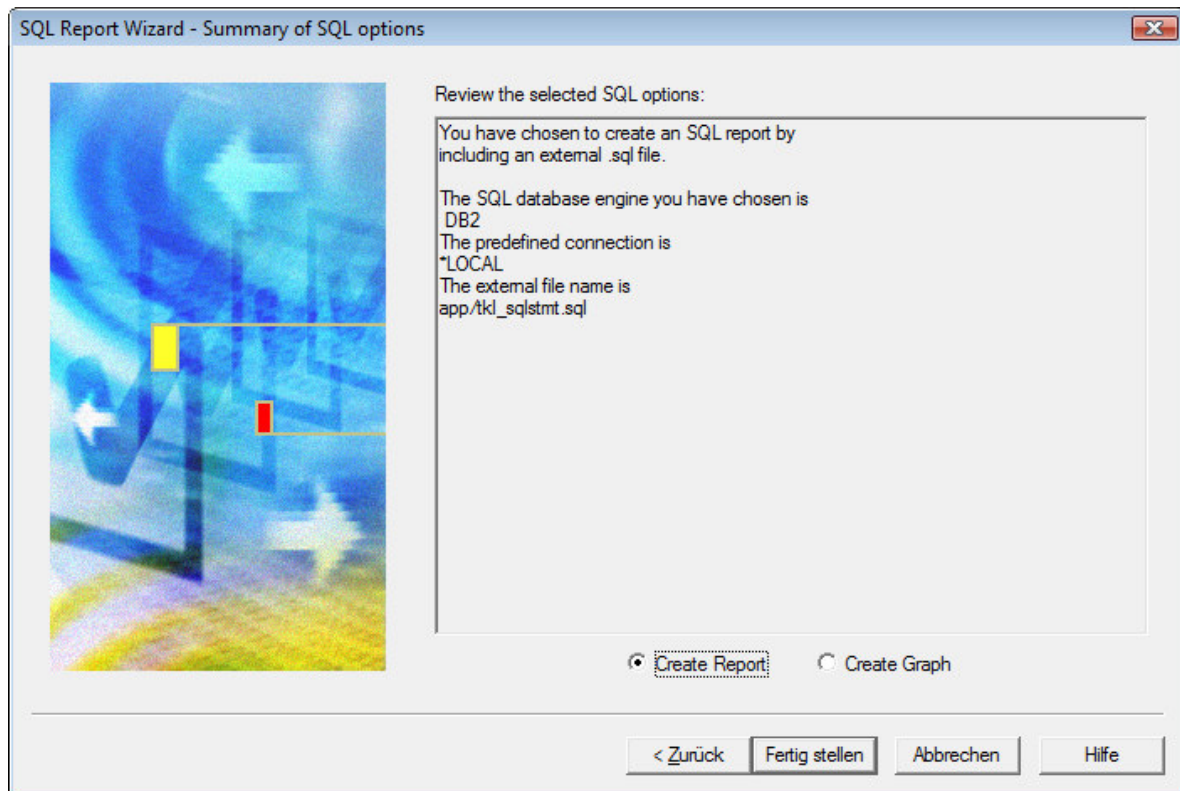 SQL Report Wizard - Summary of SQL options
Review the selected SQL options:
You have chosen to create an SQL report by
including an external .sql file.
The SQL database engine you have chosen is
DB2
The predefined connection is
*LOCAL
The external file name is
app/tkl_sqlstmt.sql
Create Report
Create Graph
< Zurück
Fertig stellen
Abbrechen
Hilfe